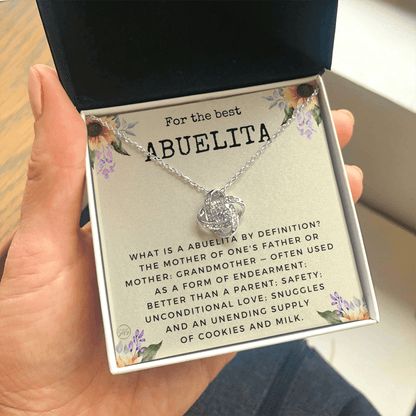 For the best
ABUELITA
WHAT IS A ABUELITA BY DEFINITION?
THE MOTHER OF ONE'S FATHER OR
MOTHER: GRANDMOTHER – OFTEN USED
AS A FORM OF ENDEARMENT;
BETTER THAN A PARENT; SAFETY;
UNCONDITIONAL LOVE; SNUGGLES
AND AN UNENDING SUPPLY
OF COOKIES AND MILK.